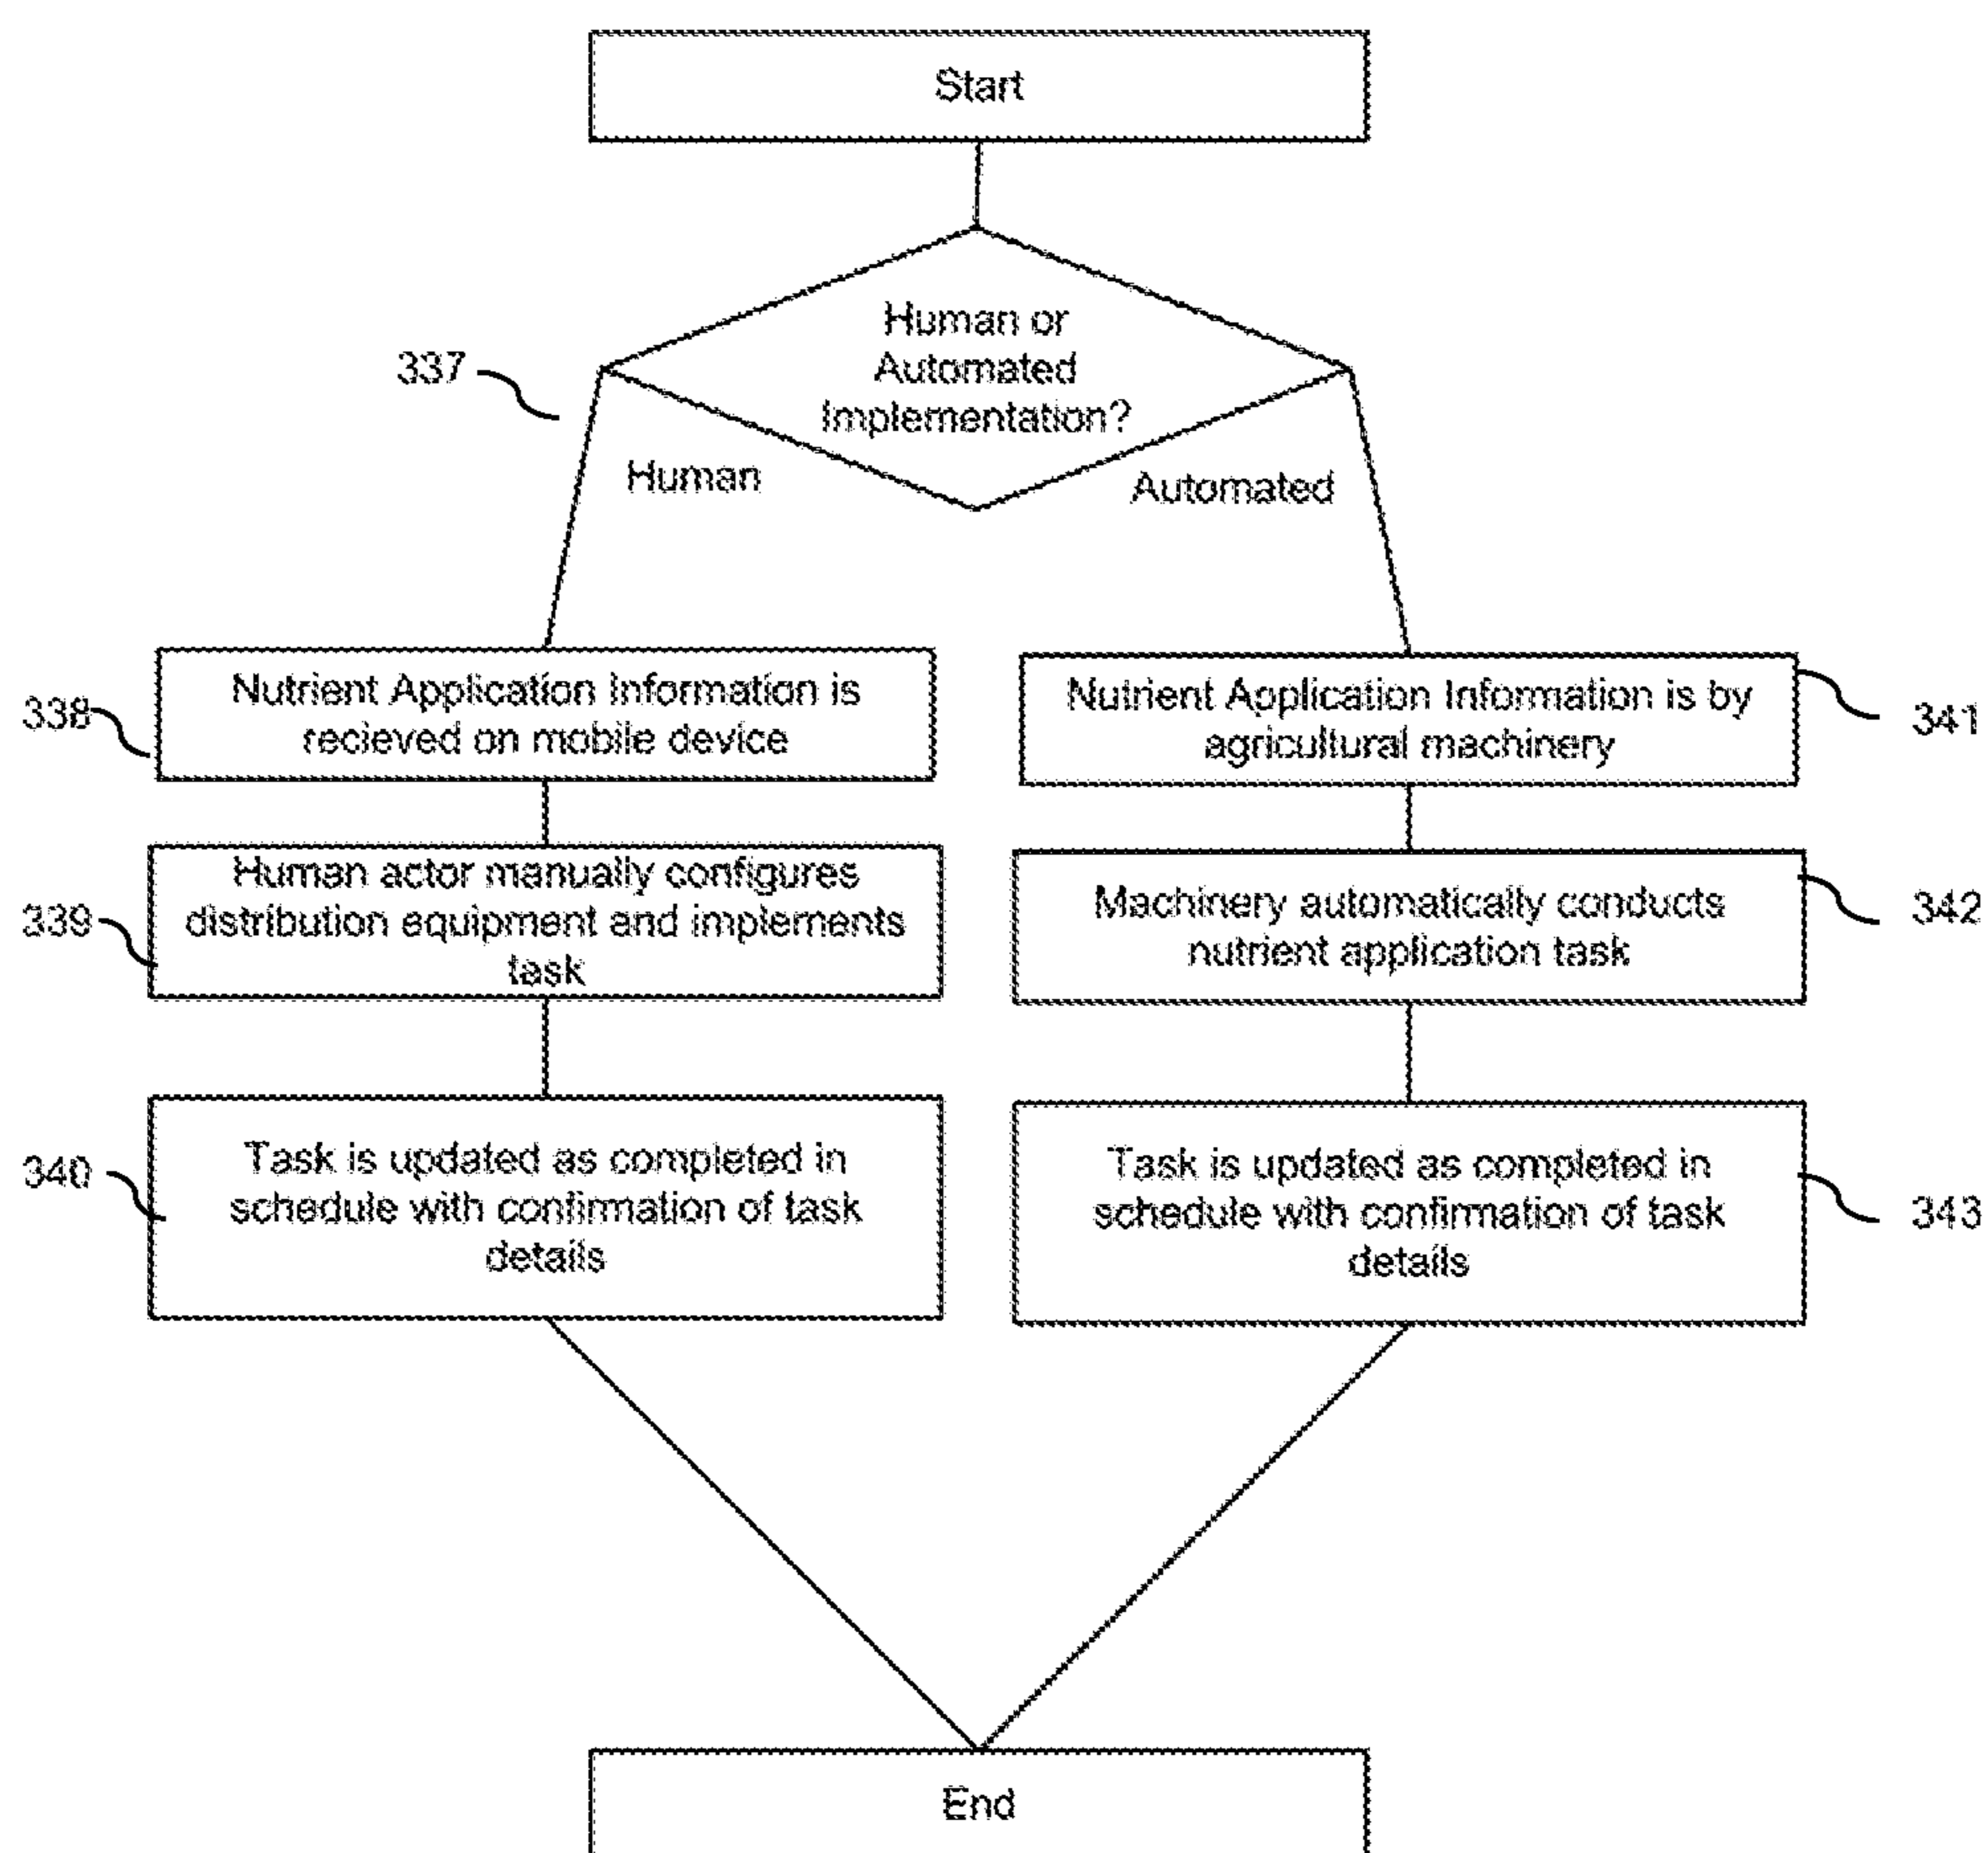 Start
Human or
Automated
Implementation?
337
Human
Automated
338
Nutrient Application Information is
recieved on mobile device
Nutrient Application Information is by
agricultural machinery
341
339
Human actor manually configures
distribution equipment and implements
task
Machinery automatically conducts
nutrient application task
342
340
Task is updated as completed in
schedule with confirmation of task
details
Task is updated as completed in
schedule with confirmation of task
details
343
End